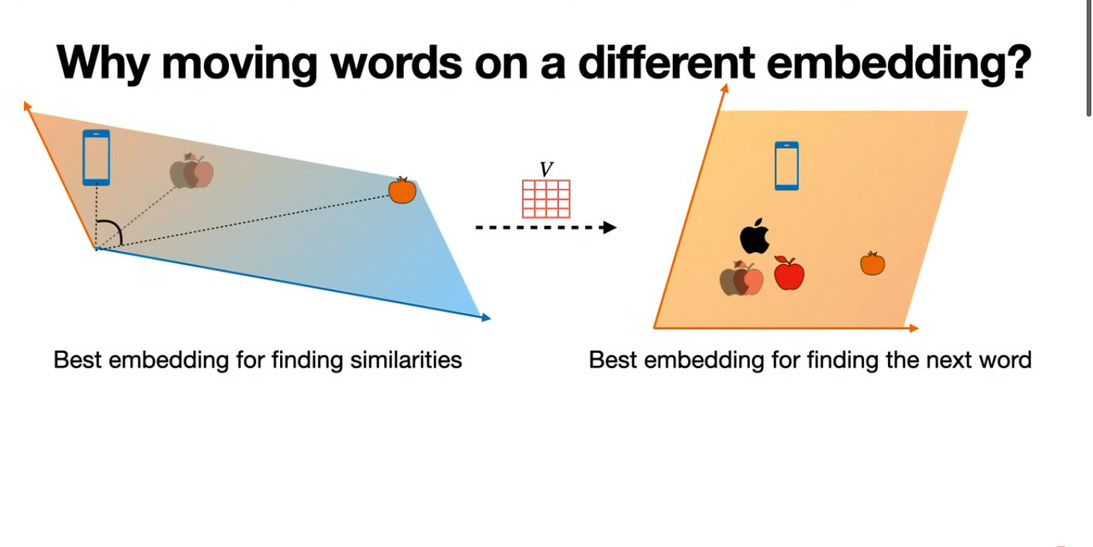 Why moving words on a different embedding?
V
Best embedding for finding similarities
Best embedding for finding the next word